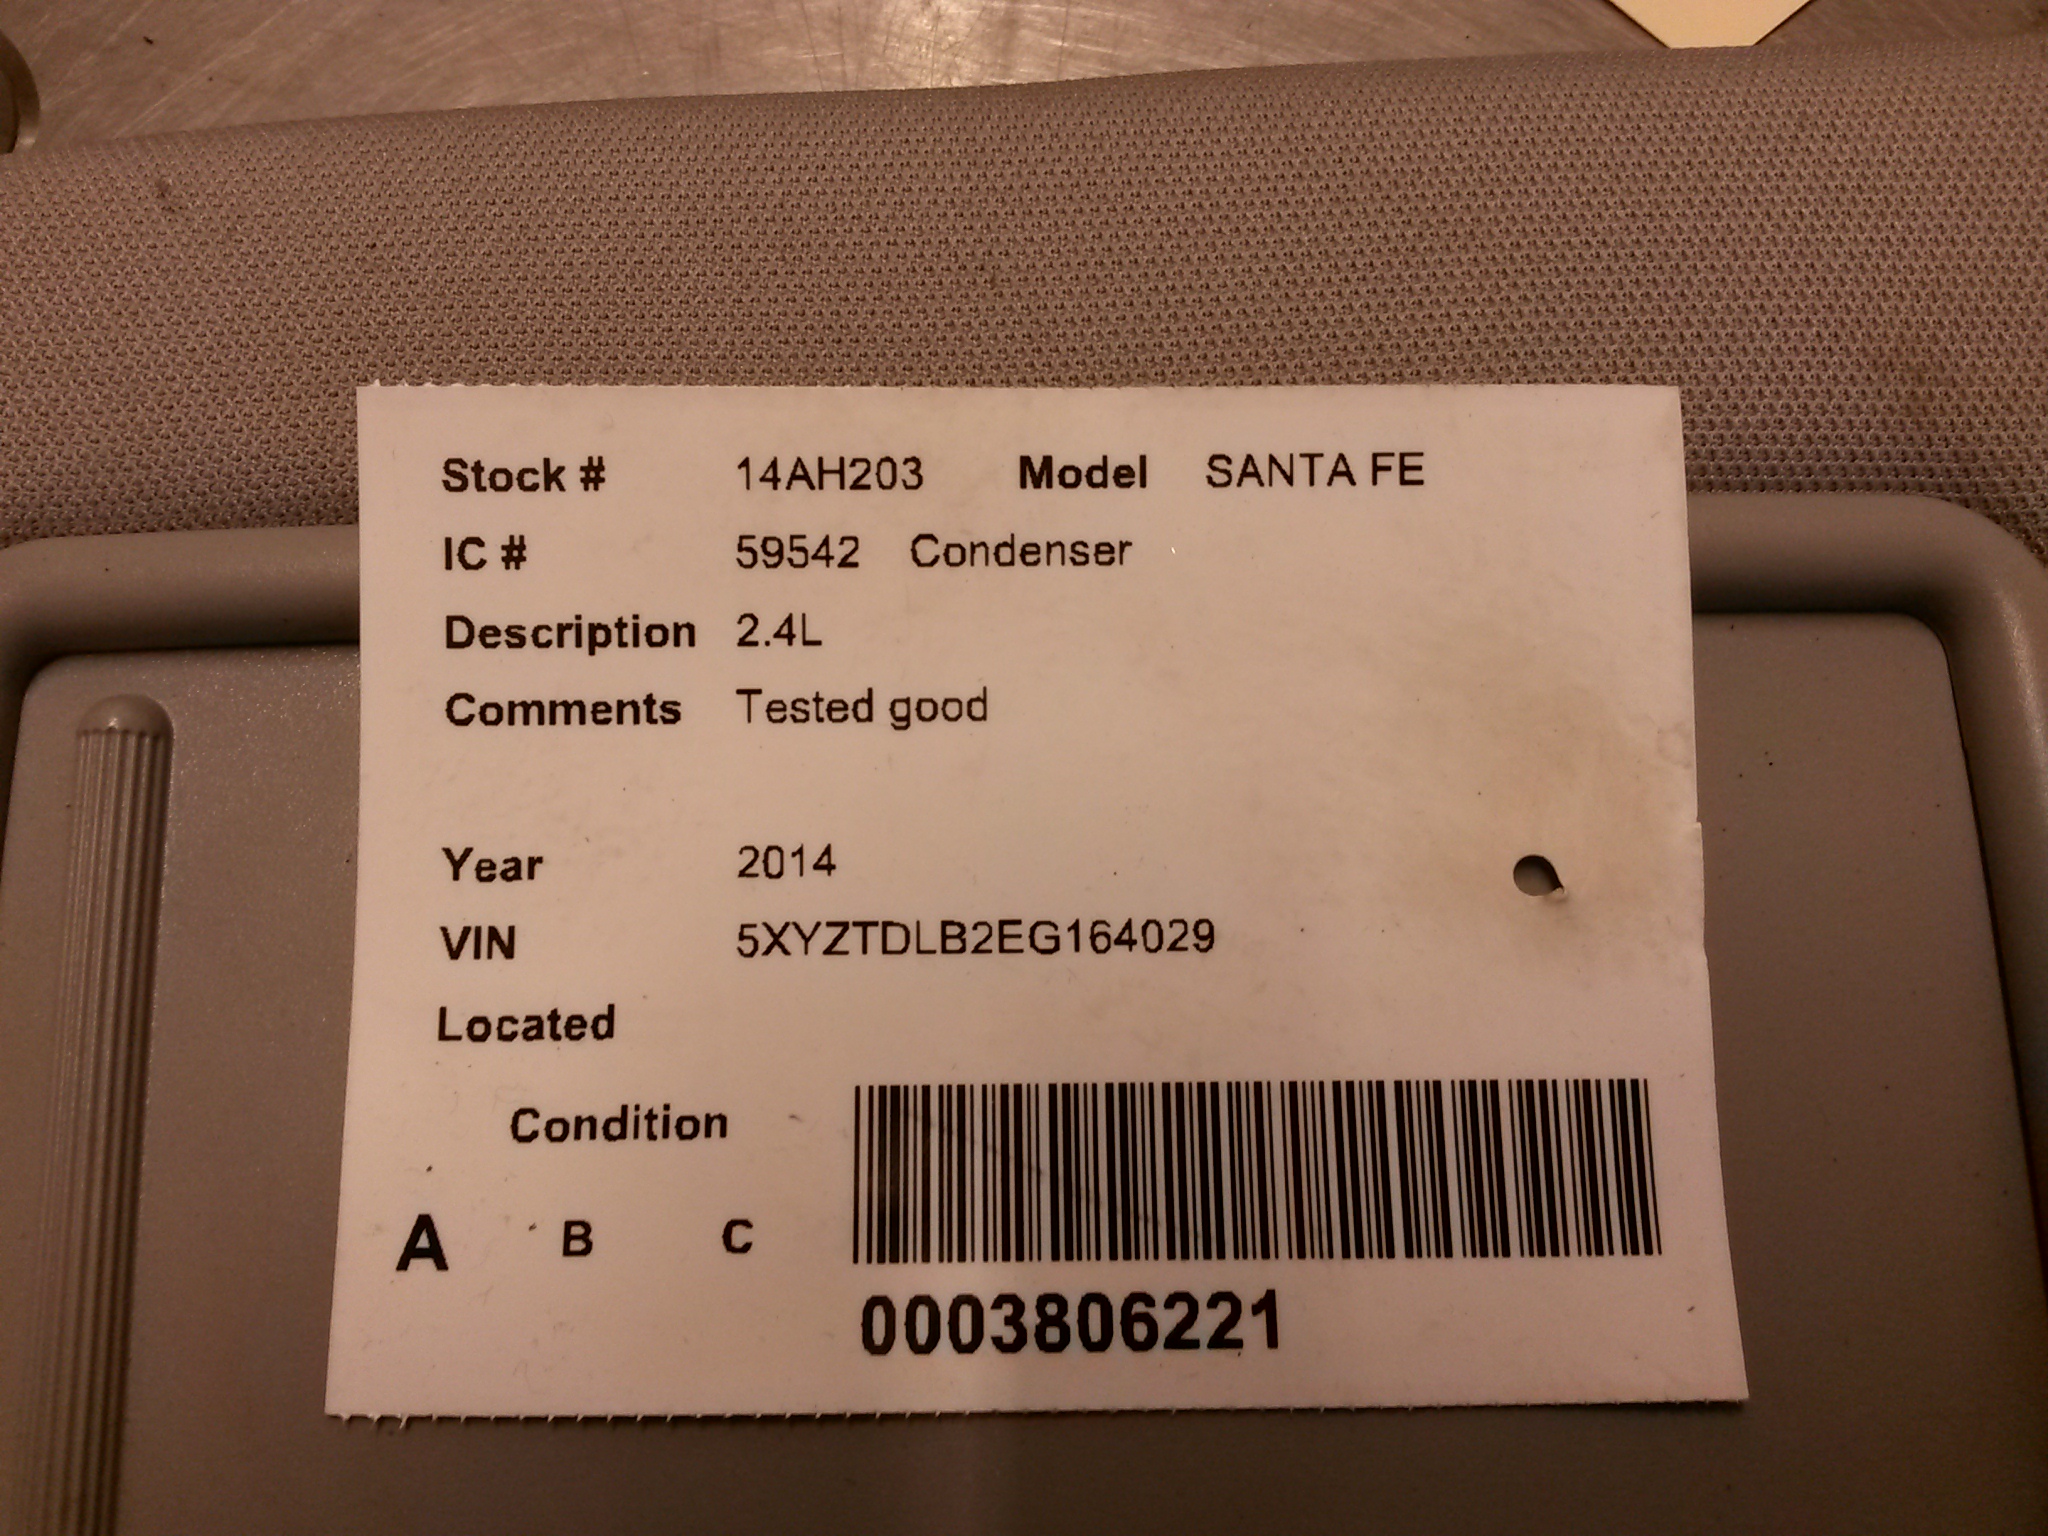 Stock # 14AH203 Model SANTA FE
IC # 59542 Condenser
Description 2.4L
Comments Tested good
Year 2014
VIN 5XYZTDLB2EG164029
Located
Condition
A B C
0003806221